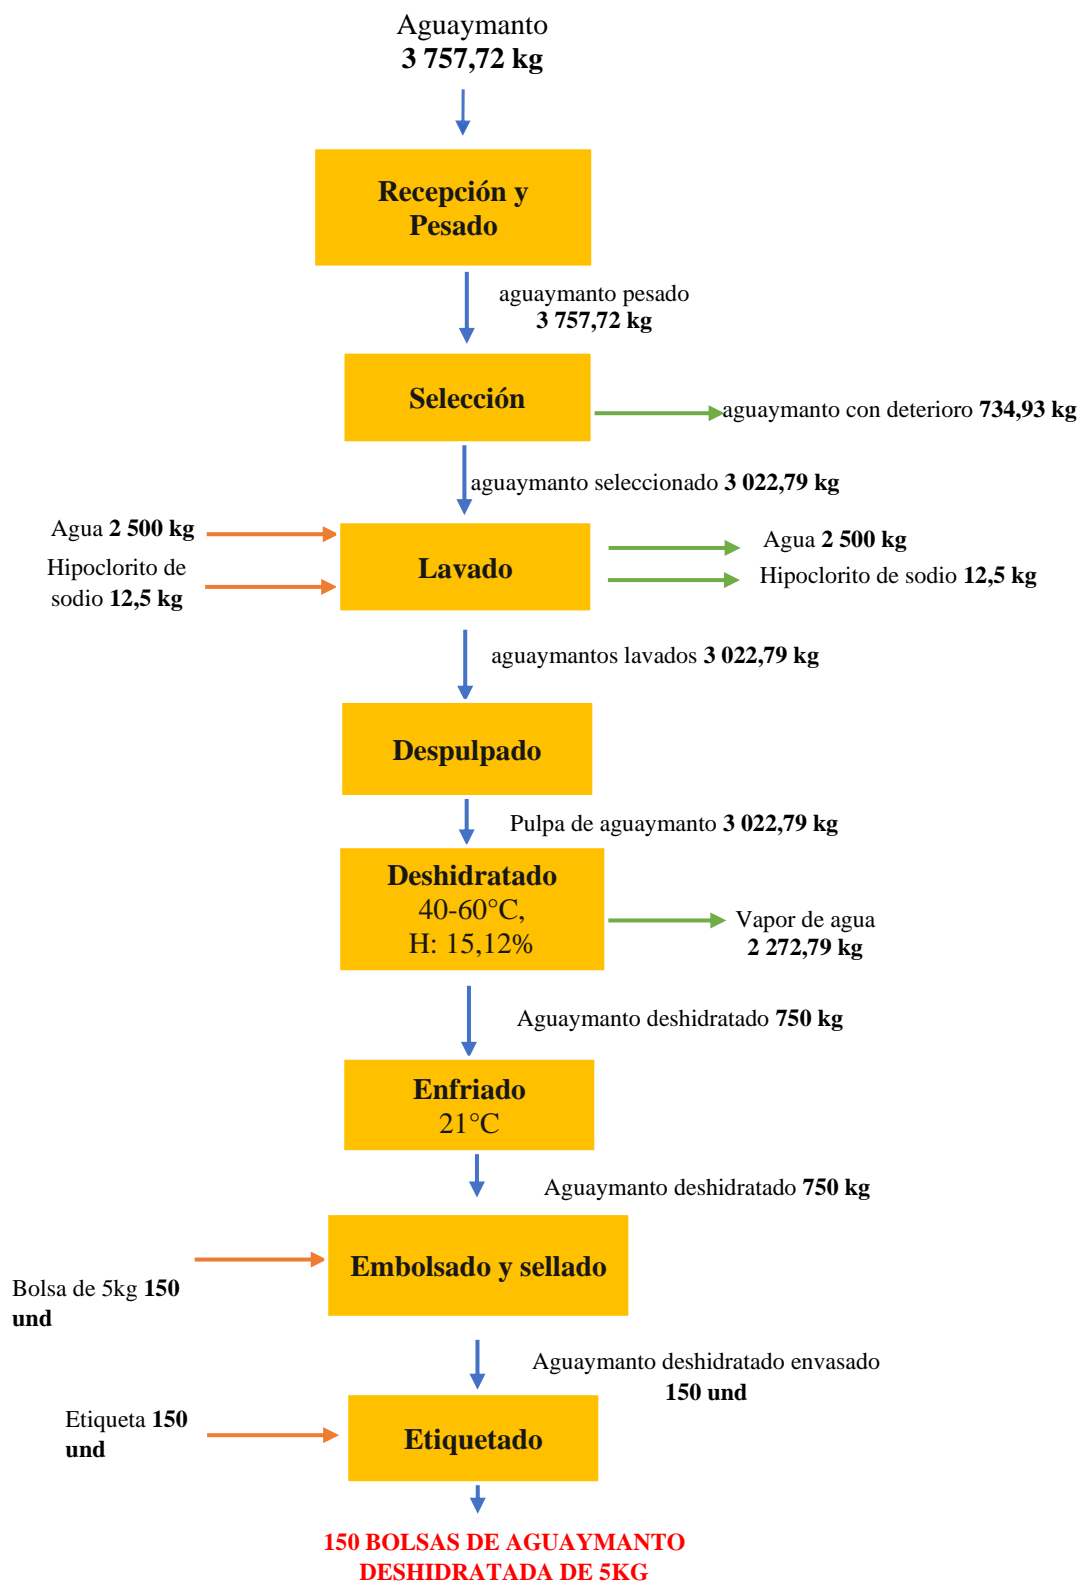 Aguaymanto
3 757,72 kg
Recepción y
Pesado
aguaymanto pesado
3 757,72 kg
Selección
aguaymanto con deterioro 734,93 kg
aguaymanto seleccionado 3 022,79 kg
Agua 2 500 kg
Hipoclorito de
sodio 12,5 kg
Lavado
Agua 2 500 kg
Hipoclorito de sodio 12,5 kg
aguaymantos lavados 3 022,79 kg
Despulpado
Pulpa de aguaymanto 3 022,79 kg
Deshidratado
40-60°C,
H: 15,12%
Vapor de agua
2 272,79 kg
Aguaymanto deshidratado 750 kg
Enfriado
21°C
Aguaymanto deshidratado 750 kg
Embolsado y sellado
Bolsa de 5kg 150
und
Aguaymanto deshidratado envasado
150 und
Etiqueta 150
und
Etiquetado
150 BOLSAS DE AGUAYMANTO
DESHIDRATADA DE 5KG